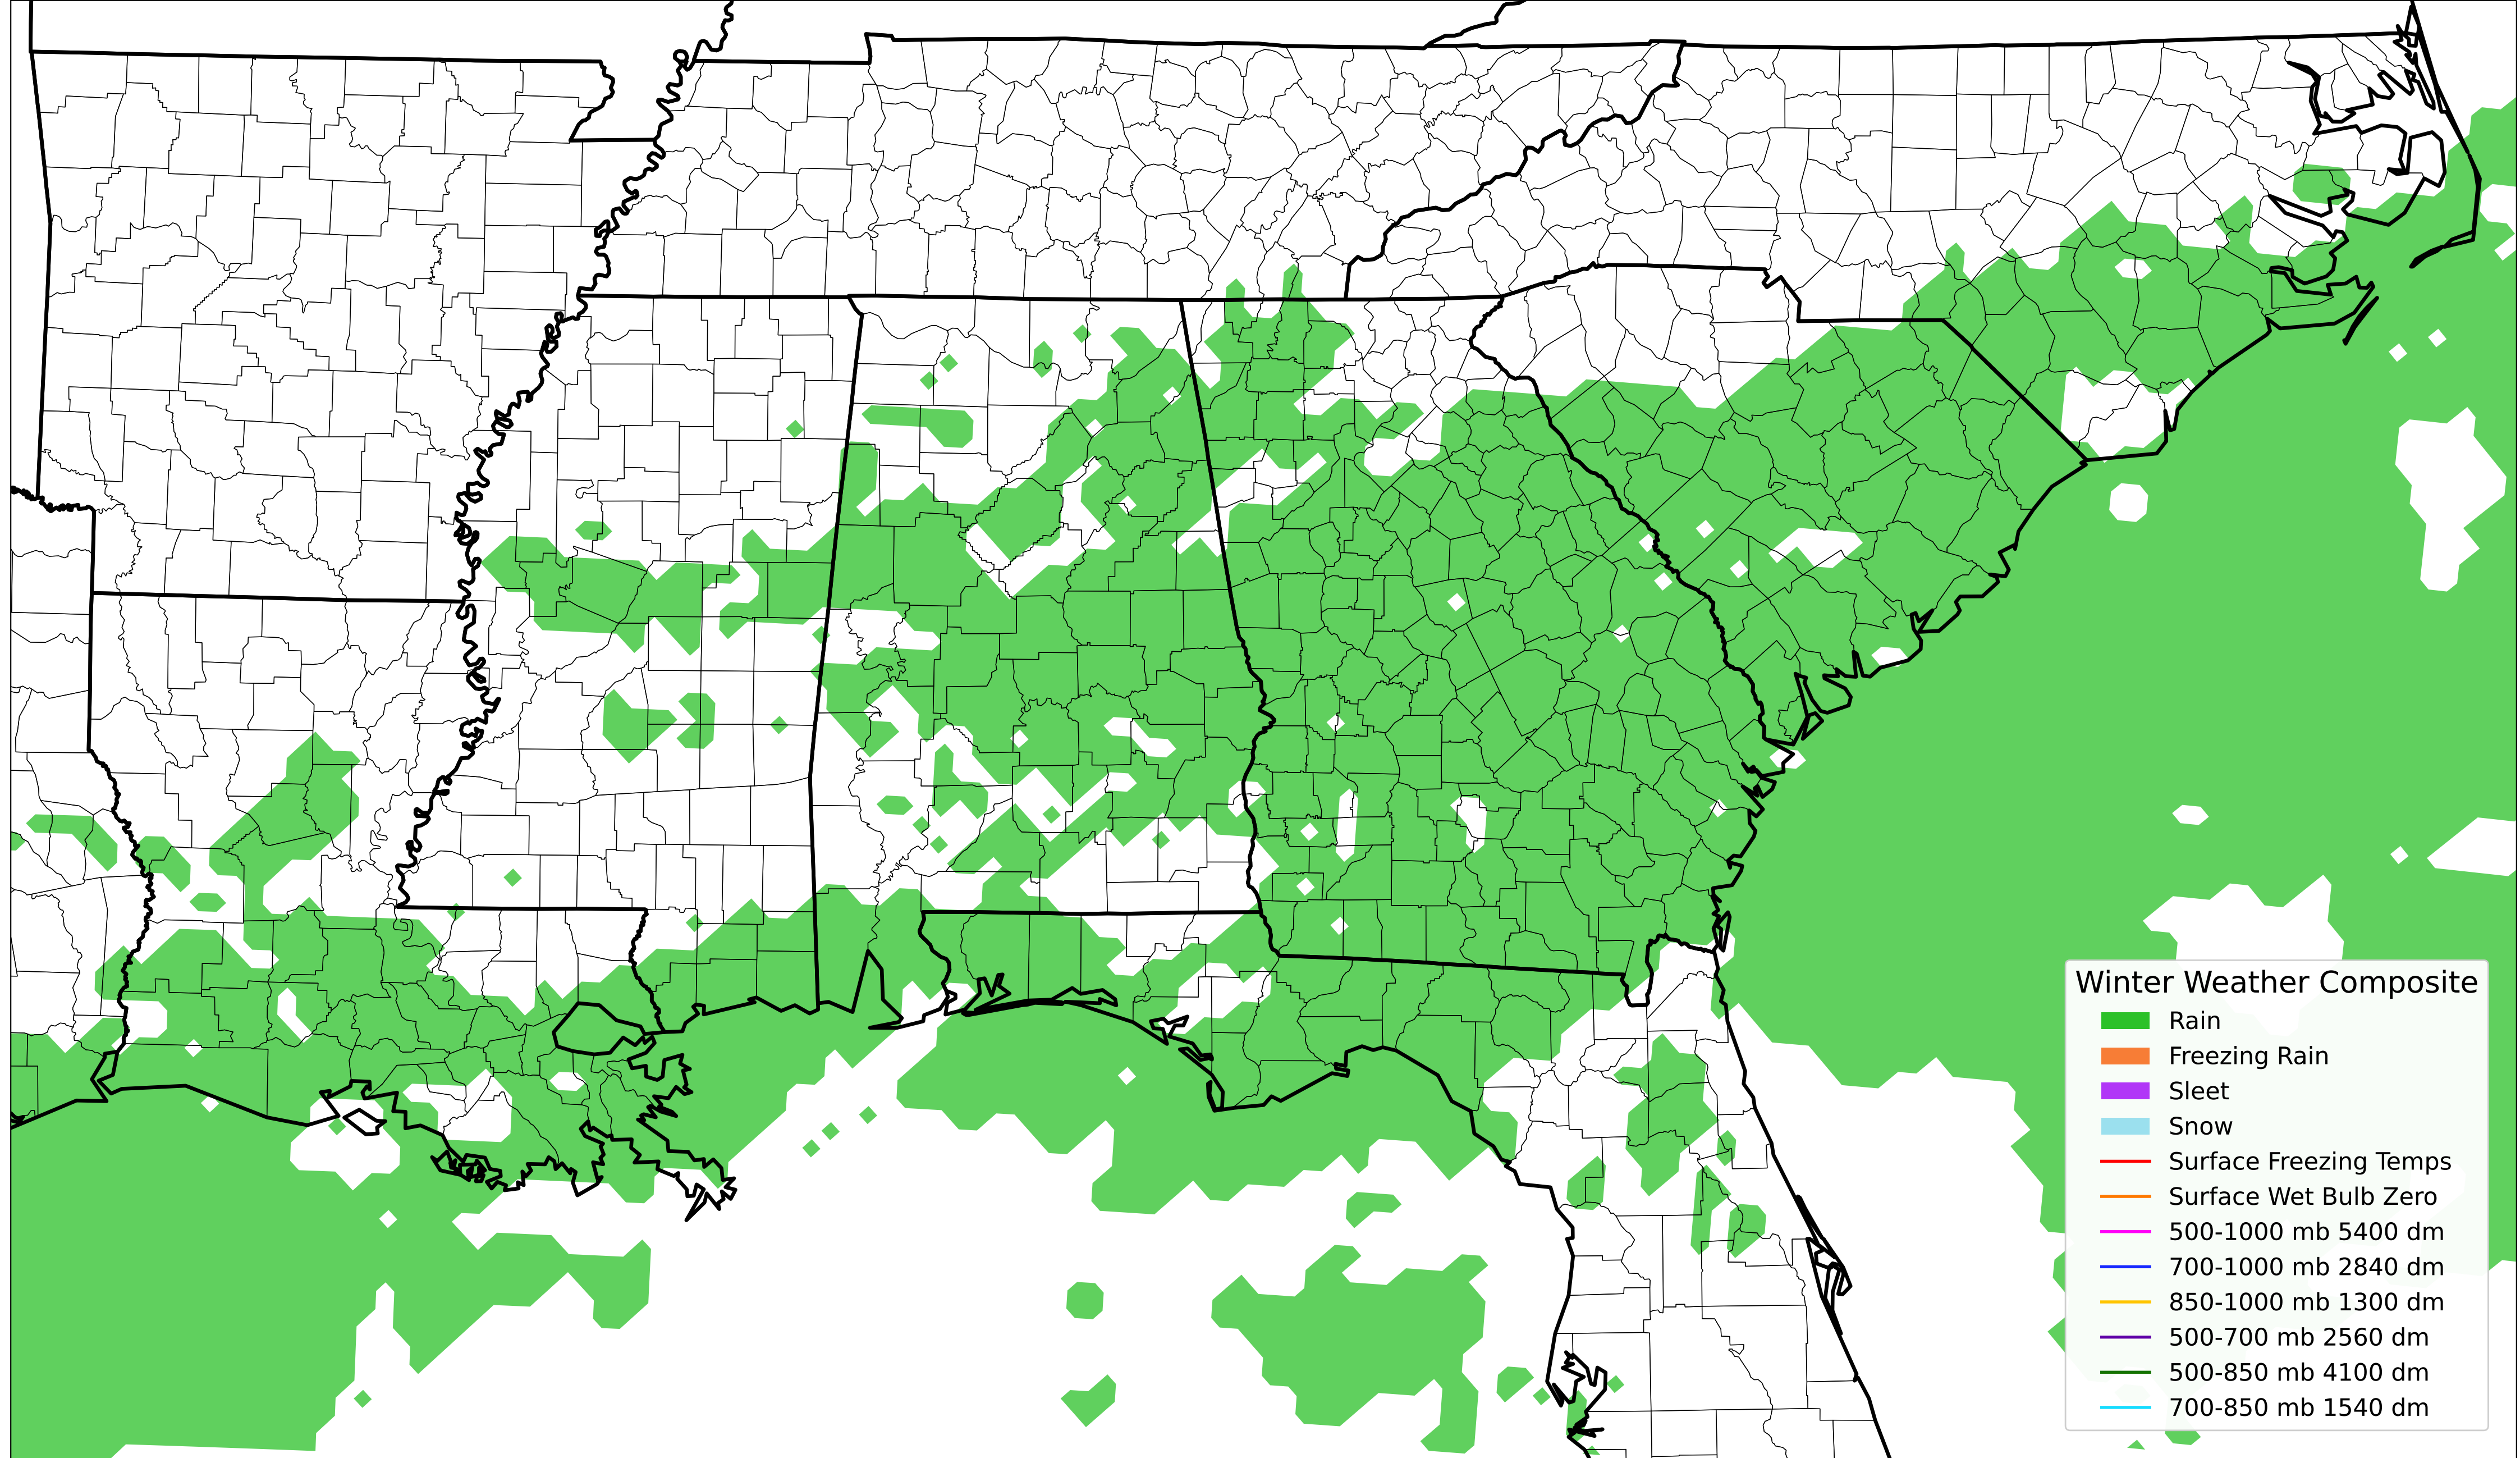 Winter Weather Composite
Rain
Freezing Rain
Sleet
Snow
Surface Freezing Temps
Surface Wet Bulb Zero
500-1000 mb 5400 dm
700-1000 mb 2840 dm
850-1000 mb 1300 dm
500-700 mb 2560 dm
500-850 mb 4100 dm
700-850 mb 1540 dm